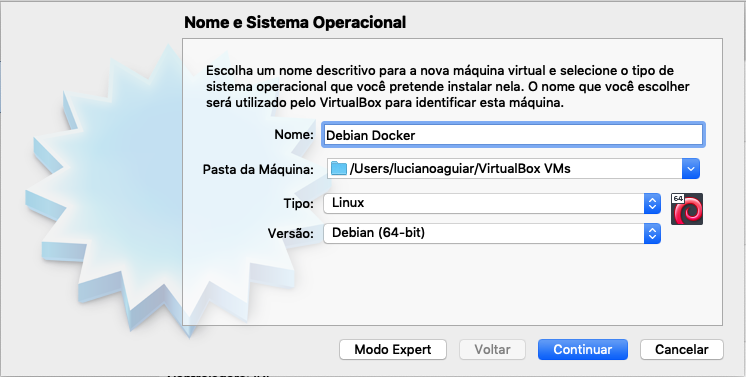 Nome e Sistema Operacional
Escolha um nome descritivo para a nova máquina virtual e selecione o tipo de
sistema operacional que você pretende instalar nela. O nome que você escolher
será utilizado pelo VirtualBox para identificar esta máquina.
Nome: Debian Docker
Pasta da Máquina: /Users/lucianoaguiar/VirtualBox VMs
Tipo: Linux
64
Versão: Debian (64-bit)
Modo Expert Voltar Continuar Cancelar